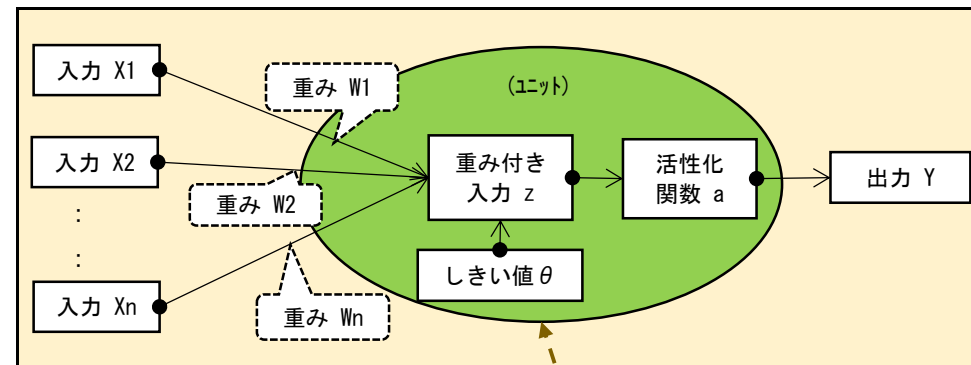 入力 X1
重み W1
(ﾕﾆｯﾄ)
入力 X2
重み付き
入力 z
活性化
関数 a
出力 Y
重み W2
:
:
しきい値θ
入力 Xn
重み Wn